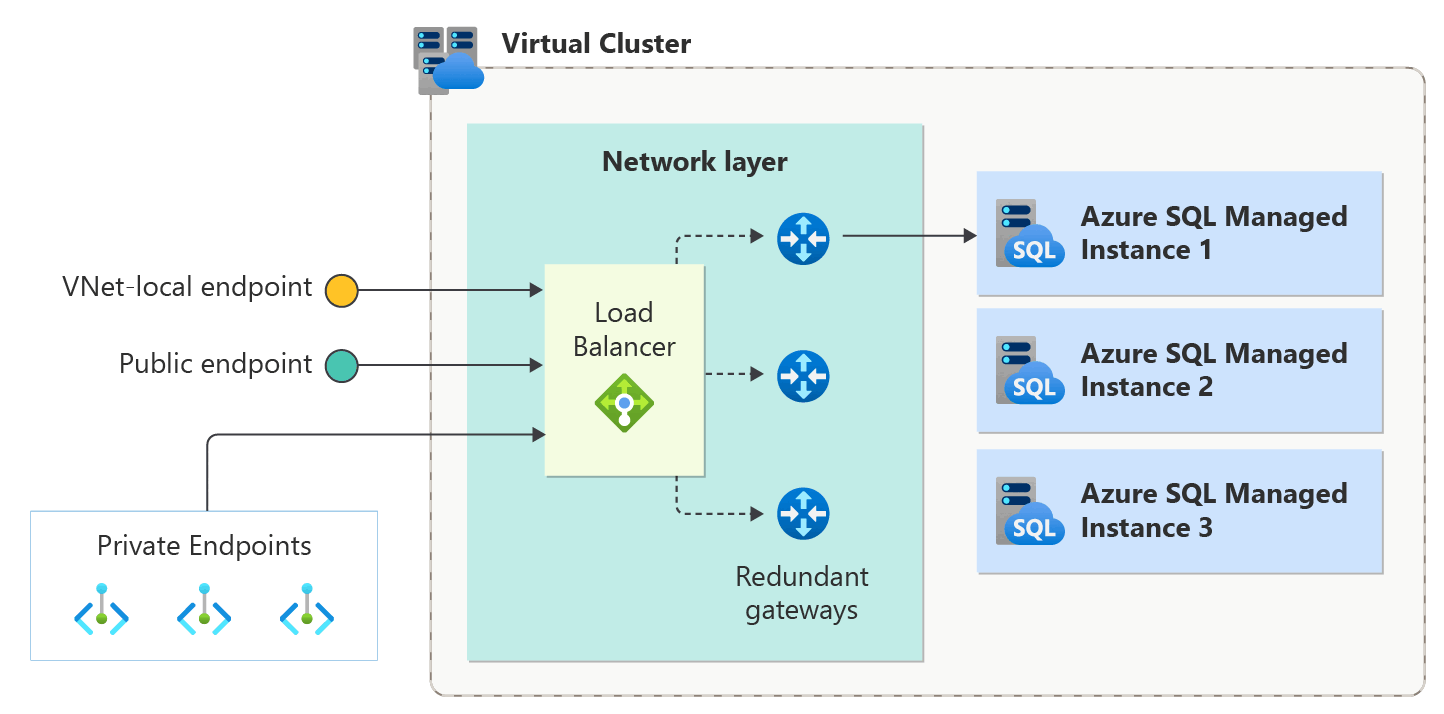 Virtual Cluster
Network layer
VNet-local endpoint
Public endpoint
Load
Balancer
Private Endpoints
Redundant
gateways
SQL
Azure SQL Managed
Instance 1
SQL
Azure SQL Managed
Instance 2
SQL
Azure SQL Managed
Instance 3